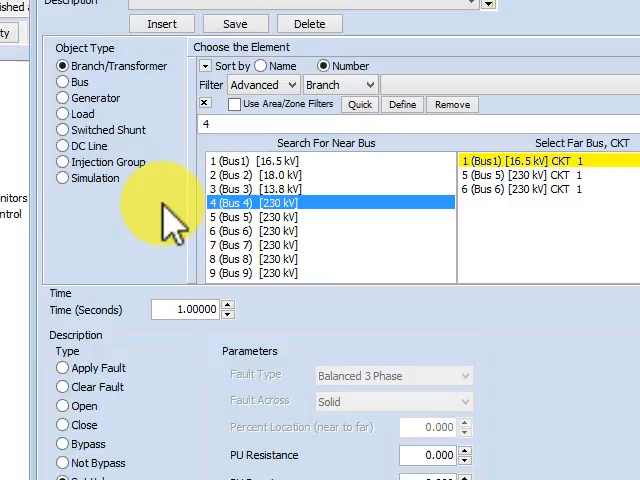 Description
ished a
Insert Save Delete
ty
Object Type
Choose the Element
Branch/Transformer
Sort by Name Number
Bus
Filter Advanced Branch
Generator
Use Area/Zone Filters Quick Define Remove
Load
4
Switched Shunt
DC Line
Search For Near Bus Select Far Bus, CKT
Injection Group
1 (Bus1) [16.5 kV] 1 (Bus1) [16.5 kV] CKT 1
Simulation
2 (Bus 2) [18.0 kV] 5 (Bus 5) [230 kV] CKT 1
3 (Bus 3) [13.8 kV] 6 (Bus 6) [230 kV] CKT 1
onitors
4 (Bus 4) [230 kV]
ntrol
5 (Bus 5) [230 kV]
6 (Bus 6) [230 kV]
7 (Bus 7) [230 kV]
8 (Bus 8) [230 kV]
9 (Bus 9) [230 kV]
Time
Time (Seconds) 1.00000
Description
Type
Parameters
Apply Fault
Fault Type Balanced 3 Phase
Clear Fault
Fault Across Solid
Open
Close
Percent Location (near to far) 0.000
Bypass
PU Resistance 0.000
Not Bypass